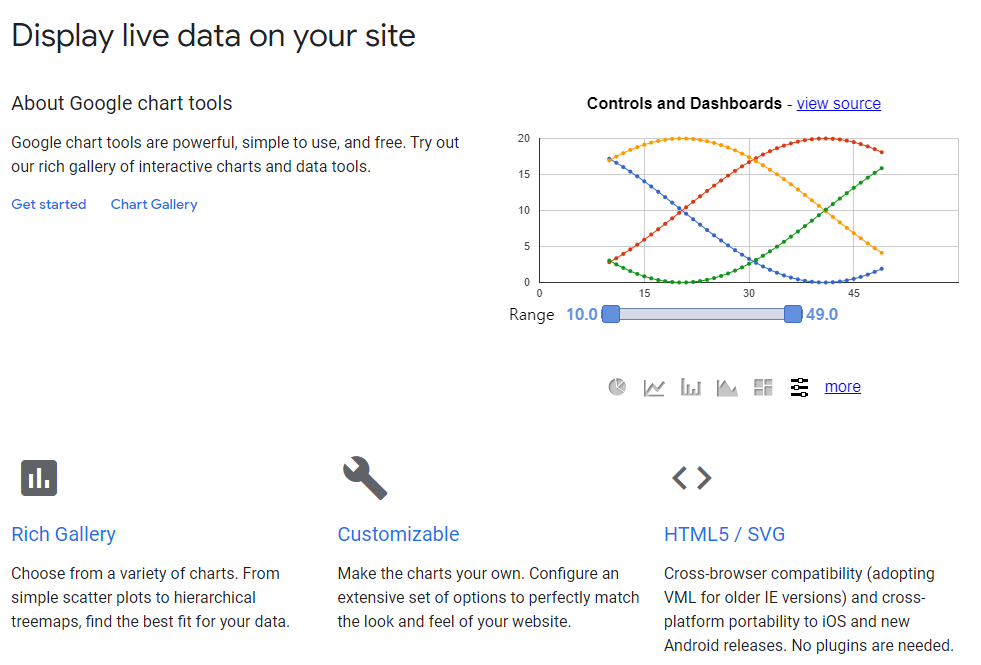 Display live data on your site
About Google chart tools
Google chart tools are powerful, simple to use, and free. Try out
our rich gallery of interactive charts and data tools.
Get started Chart Gallery
Controls and Dashboards - view source
20
15
10
5
0
0 15 30 45
Range 10.0 49.0
more
Rich Gallery
Choose from a variety of charts. From
simple scatter plots to hierarchical
treemaps, find the best fit for your data.
Customizable
Make the charts your own. Configure an
extensive set of options to perfectly match
the look and feel of your website.
HTML5 / SVG
Cross-browser compatibility (adopting
VML for older IE versions) and cross-
platform portability to iOS and new
Android releases. No plugins are needed.